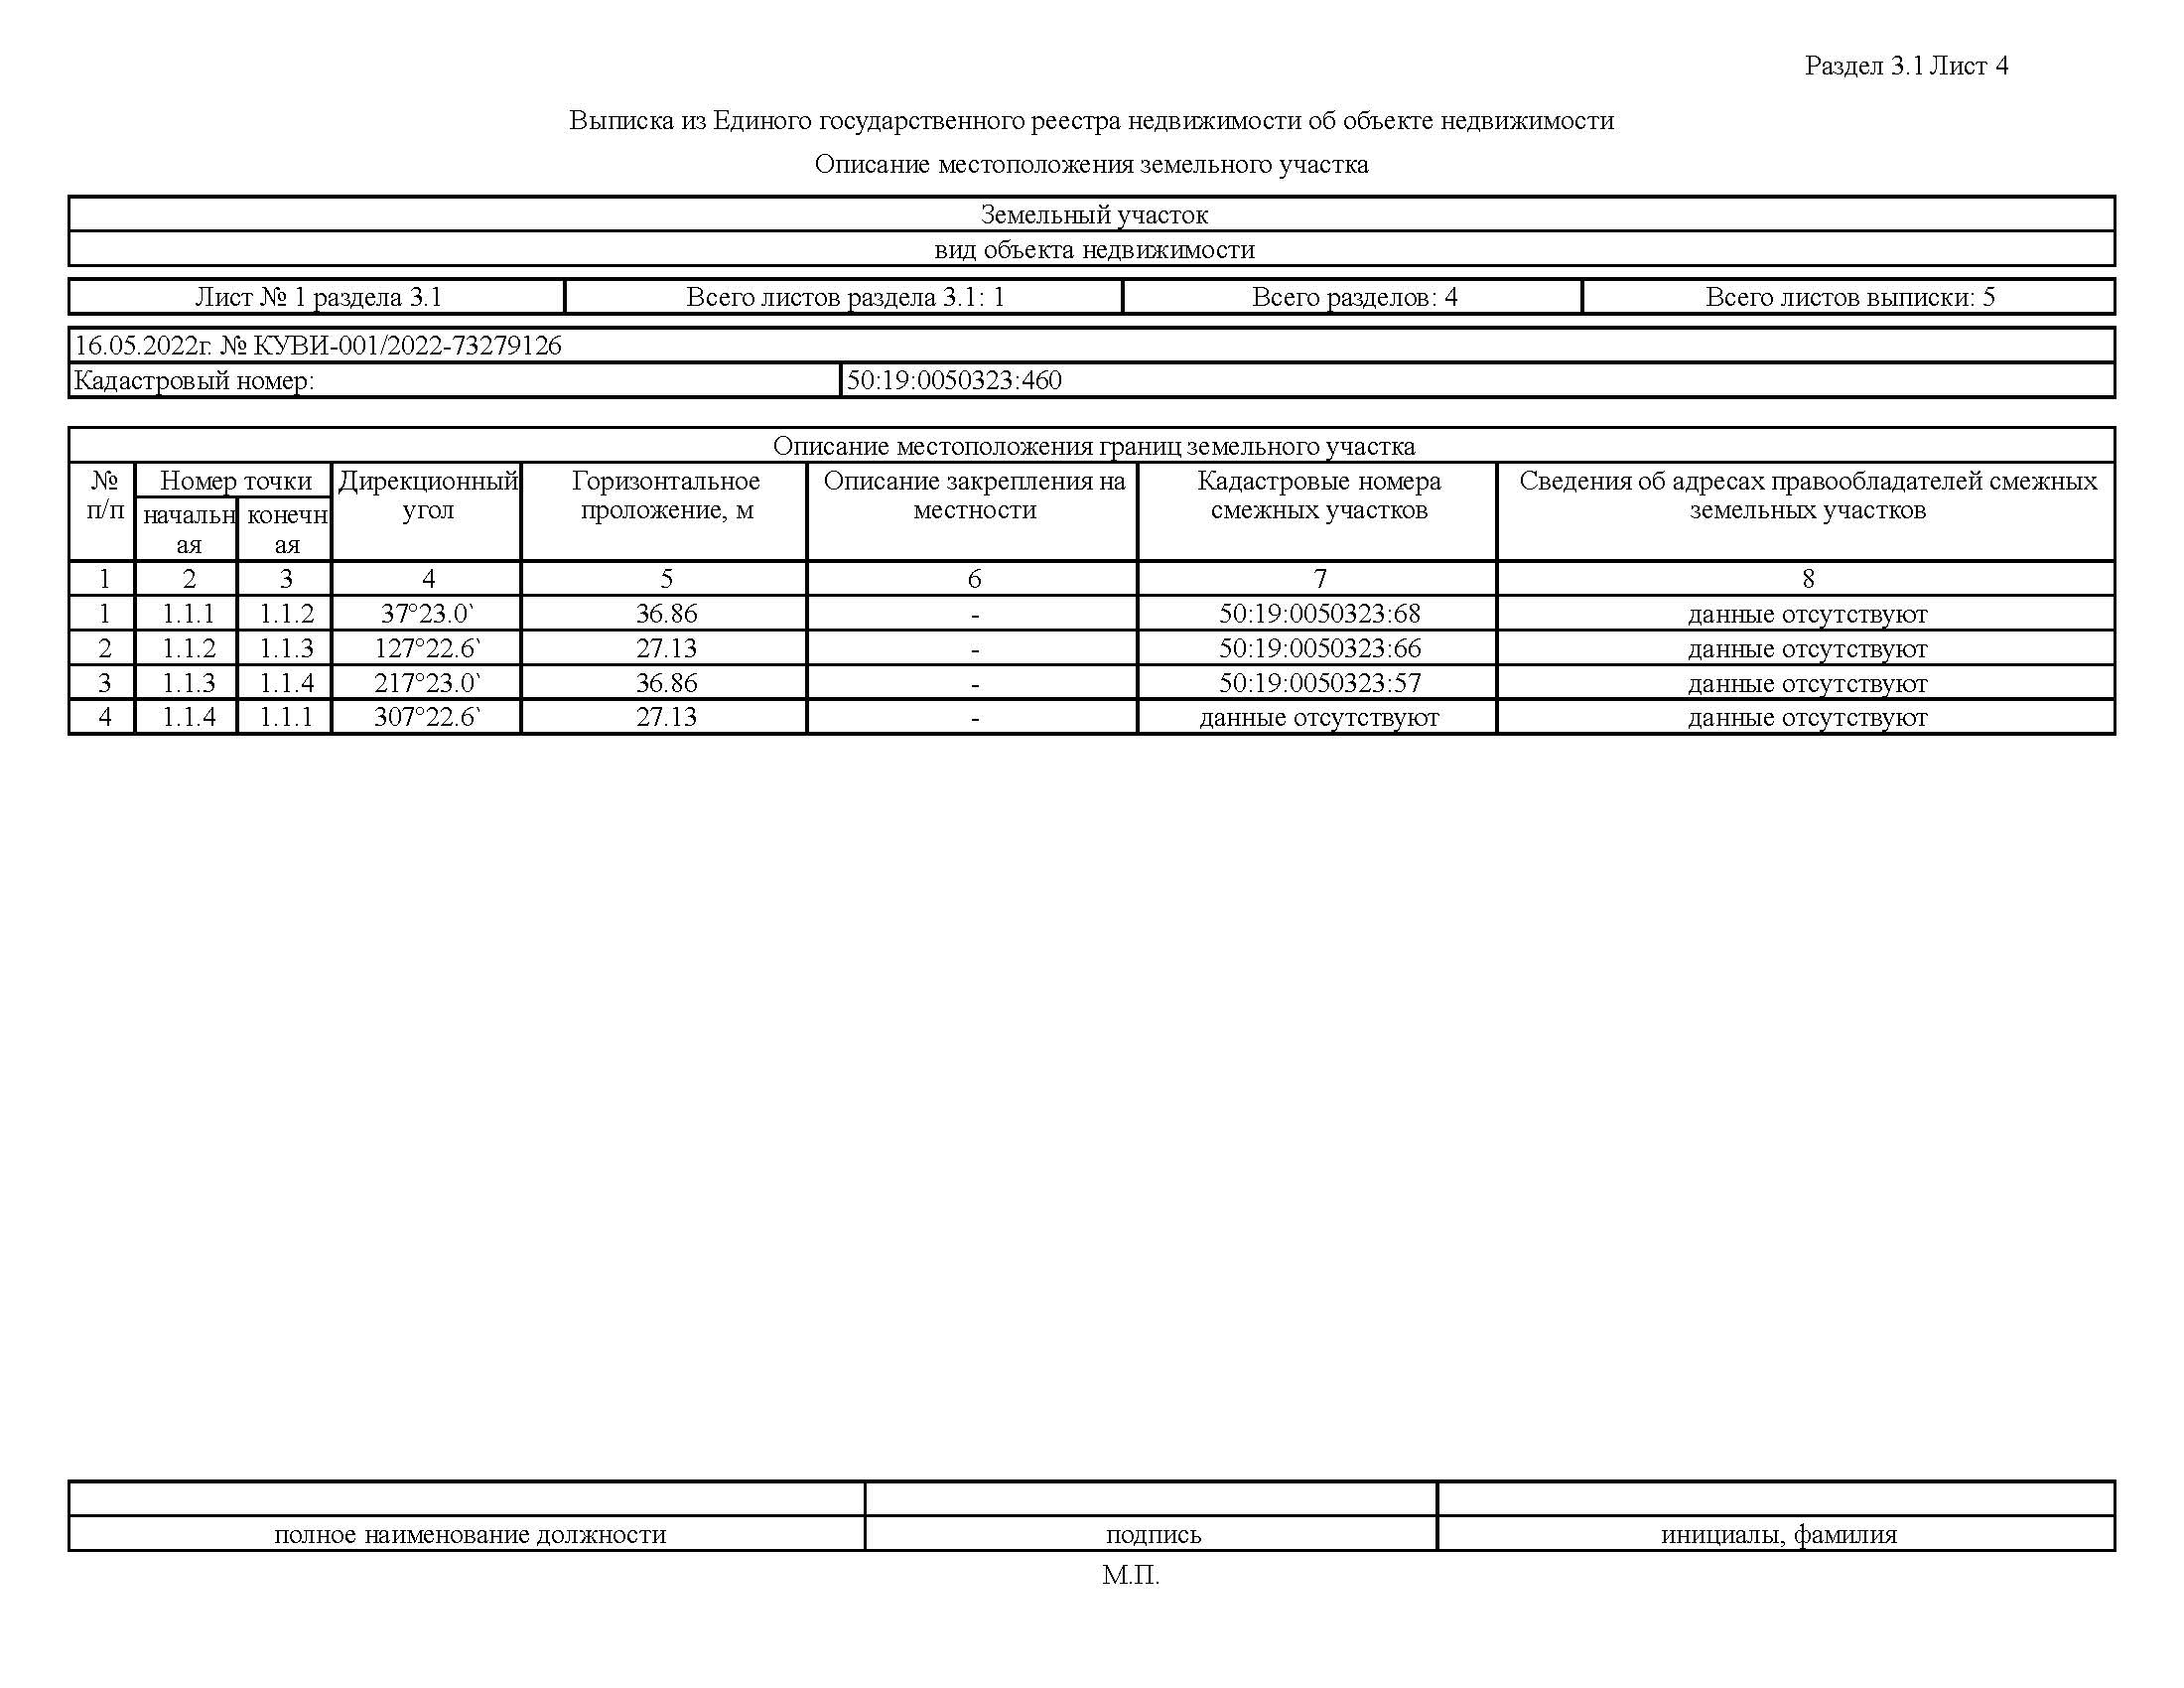 Раздел 3.1 Лист 4
Выписка из Единого государственного реестра недвижимости об объекте недвижимости
Описание местоположения земельного участка
Земельный участок
вид объекта недвижимости
Лист № 1 раздела 3.1 Всего листов раздела 3.1: 1 Всего разделов: 4 Всего листов выписки: 5
16.05.2022г. № КУВИ-001/2022-73279126
Кадастровый номер: 50:19:0050323:460
Описание местоположения границ земельного участка
№ Номер точки Дирекционный Горизонтальное Описание закрепления на Кадастровые номера Сведения об адресах правообладателей смежных
п/п начальн конечн угол проложение, м местности смежных участков земельных участков
ая ая
1 2 3 4 5 6 7 8
1 1.1.1 1.1.2 37°23.0` 36.86 - 50:19:0050323:68 данные отсутствуют
2 1.1.2 1.1.3 127°22.6` 27.13 - 50:19:0050323:66 данные отсутствуют
3 1.1.3 1.1.4 217°23.0` 36.86 - 50:19:0050323:57 данные отсутствуют
4 1.1.4 1.1.1 307°22.6` 27.13 - данные отсутствуют данные отсутствуют
полное наименование должности подпись инициалы, фамилия
М.П.